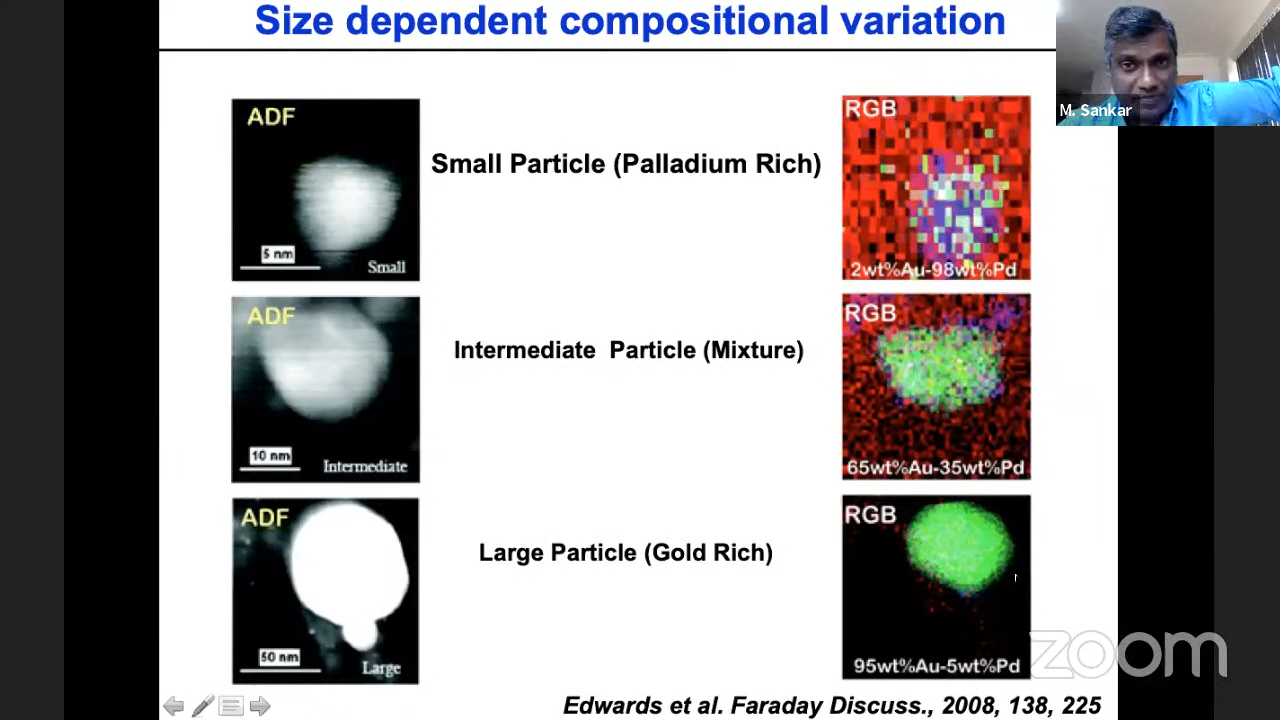 Size dependent compositional variation
M. Sankar
ADF
5 nm
Small
Small Particle (Palladium Rich)
RGB
2wt%Au-98wt%Pd
ADF
10 nm
Intermediate
Intermediate Particle (Mixture)
RGB
65wt%Au-35wt%Pd
ADF
50 nm
Large
Large Particle (Gold Rich)
RGB
95wt%Au-5wt%Pd
zoom
Edwards et al. Faraday Discuss., 2008, 138, 225